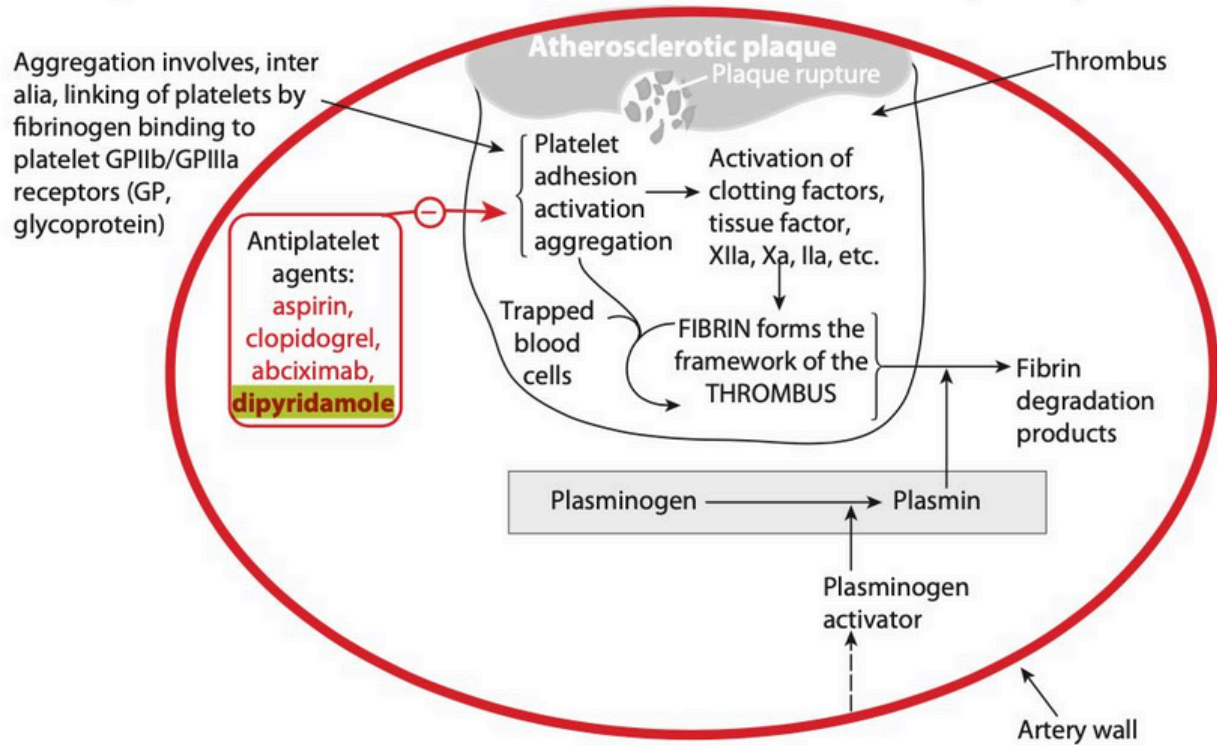 Atherosclerotic plaque
Plaque rupture
Thrombus
Aggregation involves, inter
alia, linking of platelets by
fibrinogen binding to
platelet GPIIb/GPIIIa
receptors (GP,
glycoprotein)
Platelet
adhesion
activation
aggregation
Activation of
clotting factors,
tissue factor,
XIIa, Xa, IIa, etc.
Antiplatelet
agents:
aspirin,
clopidogrel,
abciximab,
dipyridamole
Trapped
blood
cells
FIBRIN forms the
framework of the
THROMBUS
Fibrin
degradation
products
Plasminogen
Plasmin
Plasminogen
activator
Artery wall